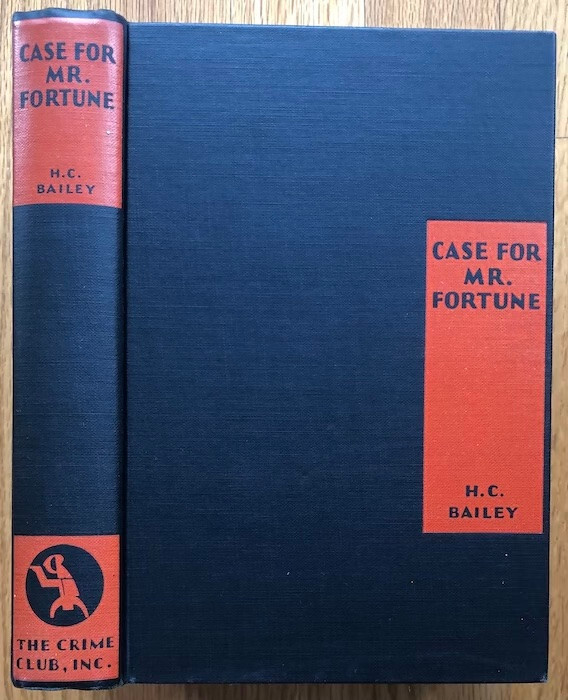 CASE FOR
MR.
FORTUNE
H.C.
BAILEY
THE CRIME
CLUB, INC.
CASE FOR
MR.
FORTUNE
H.C.
BAILEY